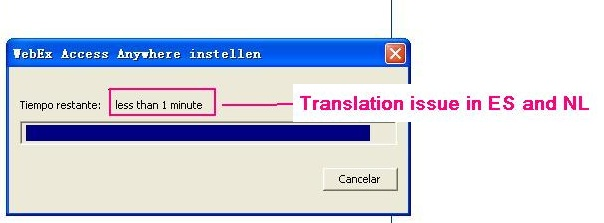 WebEx Access Anywhere instellen
Tiempo restante: less than 1 minute
Translation issue in ES and NL
Cancelar